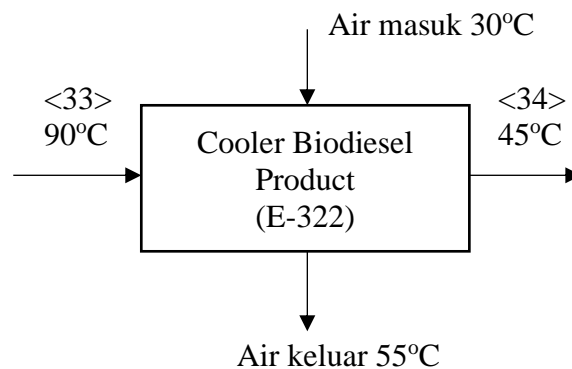 Air masuk 30°C
<33>
90°C
Cooler Biodiesel
Product
(E-322)
<34>
45°C
Air keluar 55°C